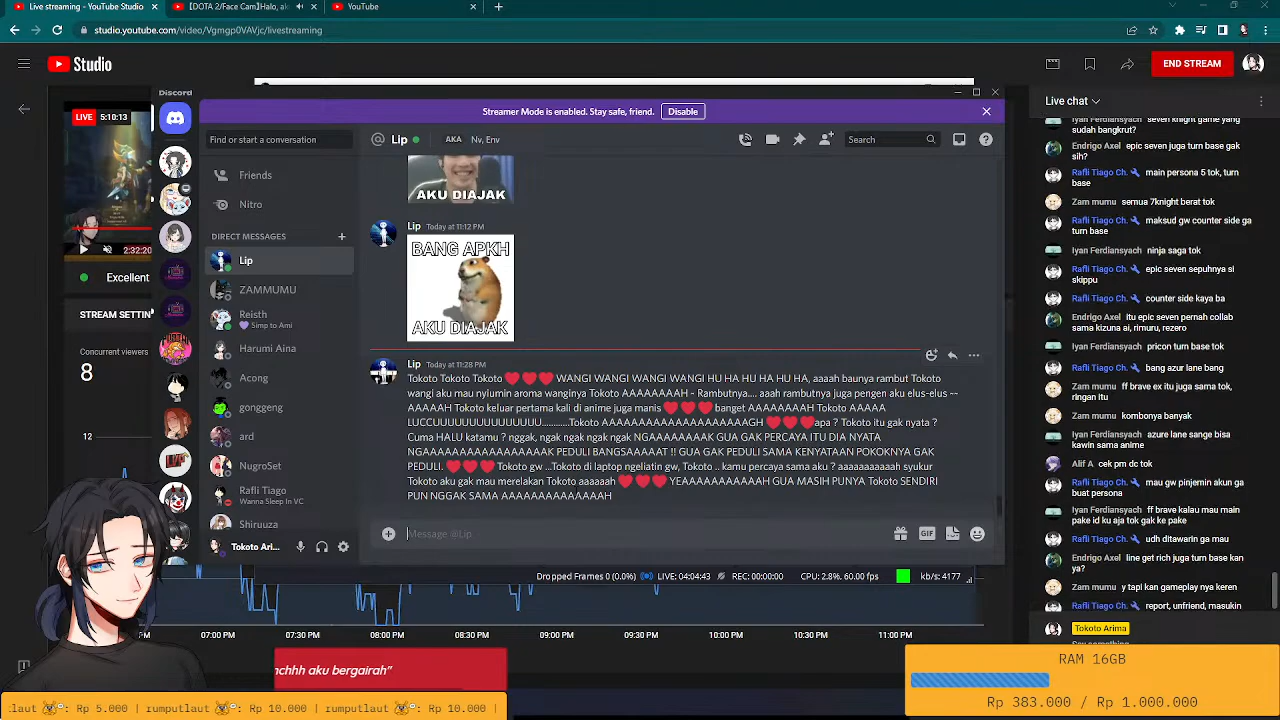 Live streaming - YouTube Studio
[DOTA 2/Face Cam]Halo, ak
YouTube
studio.youtube.com/video/Vgmgp0VAVjc/livestreaming
Studio
END STREAM
Discord
LIVE 5:10:13
2:32:20
Excellent
STREAM SETTIN
Concurrent viewers
8
12
Streamer Mode is enabled. Stay safe, friend. Disable
Find or start a conversation
Lip
AKA Nv, Env
Search
Friends
Nitro
DIRECT MESSAGES
Lip
ZAMMUMU
Reisth
Simp to Ami
Harumi Aina
Acong
gonggeng
ard
NugroSet
Rafli Tiago
Wanna Sleep In VC
Shiruuza
Tokoto Ari...
AKU DIAJAK
Lip Today at 11:12 PM
BANG APKH
AKU DIAJAK
Lip Today at 11:28 PM
Tokoto Tokoto Tokoto ❤❤❤ WANGI WANGI WANGI WANGI HU HA HU HA HU HA, aaaah baunya rambut Tokoto
wangi aku mau nylumin aroma wanginya Tokoto AAAAAAAAH ~ Rambutnya.... aaah rambutnya juga pengen aku elus-elus ~~
AAAAAH Tokoto keluar pertama kali di anime juga manis ❤❤❤ banget AAAAAAAAH Tokoto AAAAA
LUCCUUUUUUUUUUUUUU...........Tokoto AAAAAAAAAAAAAAAAAAAAGH ❤❤❤apa ? Tokoto itu gak nyata ?
Cuma HALU katamu ? nggak, ngak ngak ngak ngak NGAAAAAAAAK GUA GAK PERCAYA ITU DIA NYATA
NGAAAAAAAAAAAAAAAAAK PEDULI BANGSAAAAAT !! GUA GAK PEDULI SAMA KENYATAAN POKOKNYA GAK
PEDULI. ❤❤❤ Tokoto gw ...Tokoto di laptop ngeliatin gw, Tokoto .. kamu percaya sama aku ? aaaaaaaaaaah syukur
Tokoto aku gak mau merelakan Tokoto aaaaaah ❤❤❤ YEAAAAAAAAAAAH GUA MASIH PUNYA Tokoto SENDIRI
PUN NGGAK SAMA AAAAAAAAAAAAAAH
Message @Lip
GIF
Dropped Frames 0 (0.0%) LIVE: 04:04:43 REC: 00:00:00 CPU: 2.8%, 60.00 fps kb/s: 4177
07:00 PM 07:30 PM 08:00 PM 08:30 PM 09:00 PM 09:30 PM 10:00 PM 10:30 PM 11:00 PM
Live chat
seven knight game yang
sudah bangkrut?
Endrigo Axel seven juga turn base gak
sih?
Rafli Tiago Ch. main persona 5 tok, turn
base
Zam mumu semua 7knight berat tok
Rafli Tiago Ch. maksud gw counter side ga
turn base
Iyan Ferdiansyach ninja saga tok
Rafli Tiago Ch. epic seven sepuhnya si
skippu
Rafli Tiago Ch. counter side kaya ba
Endrigo Axel itu epic seven pernah collab
sama kizuna ai, rimuru, rezero
Iyan Ferdiansyach pricon turn base tok
Rafli Tiago Ch. bang azur lane bang
Zam mumu ff brave ex itu juga sama tok,
ringan itu
Zam mumu kombonya banyak
Iyan Ferdiansyach azure lane sange bisa
kawin sama anime
Alif A cek pm dc tok
Rafli Tiago Ch. mau gw pinjemin akun ga
buat persona
Iyan Ferdiansyach ff brave kalau mau main
pake id ku aja tok gak ke pake
Rafli Tiago Ch. udh ditawarin ga mau
Endrigo Axel line get rich juga turn base kan
ya?
Zam mumu y tapi kan gameplay nya keren
Rafli Tiago Ch. report, unfriend, masukin
Tokoto Arima
chhh aku bergairah"
.laut : Rp 5.000 | rumputlaut : Rp 10.000 | rumputlaut : Rp 10.000 |
RAM 16GB
Rp 383.000 / Rp 1.000.000